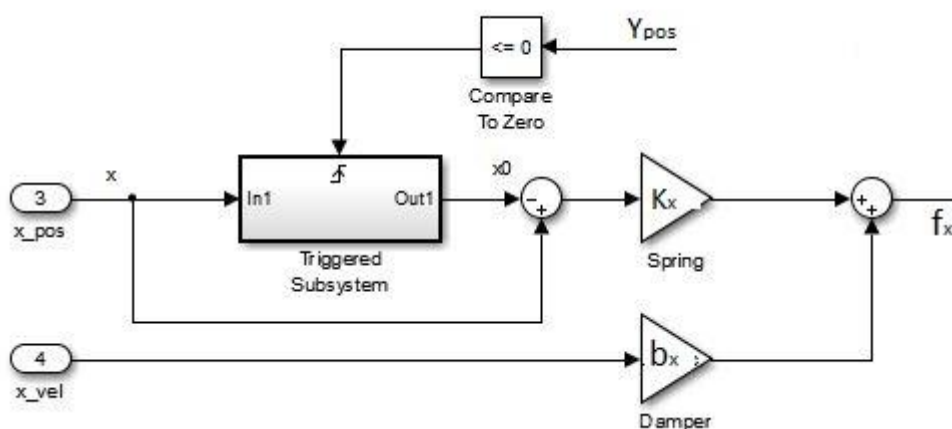 Ypos
<= 0
Compare
To Zero
x
x0
3
In1
Out1
-
+
Kx
+
+
x_pos
fx
Triggered
Subsystem
Spring
4
bx
x_vel
Damper